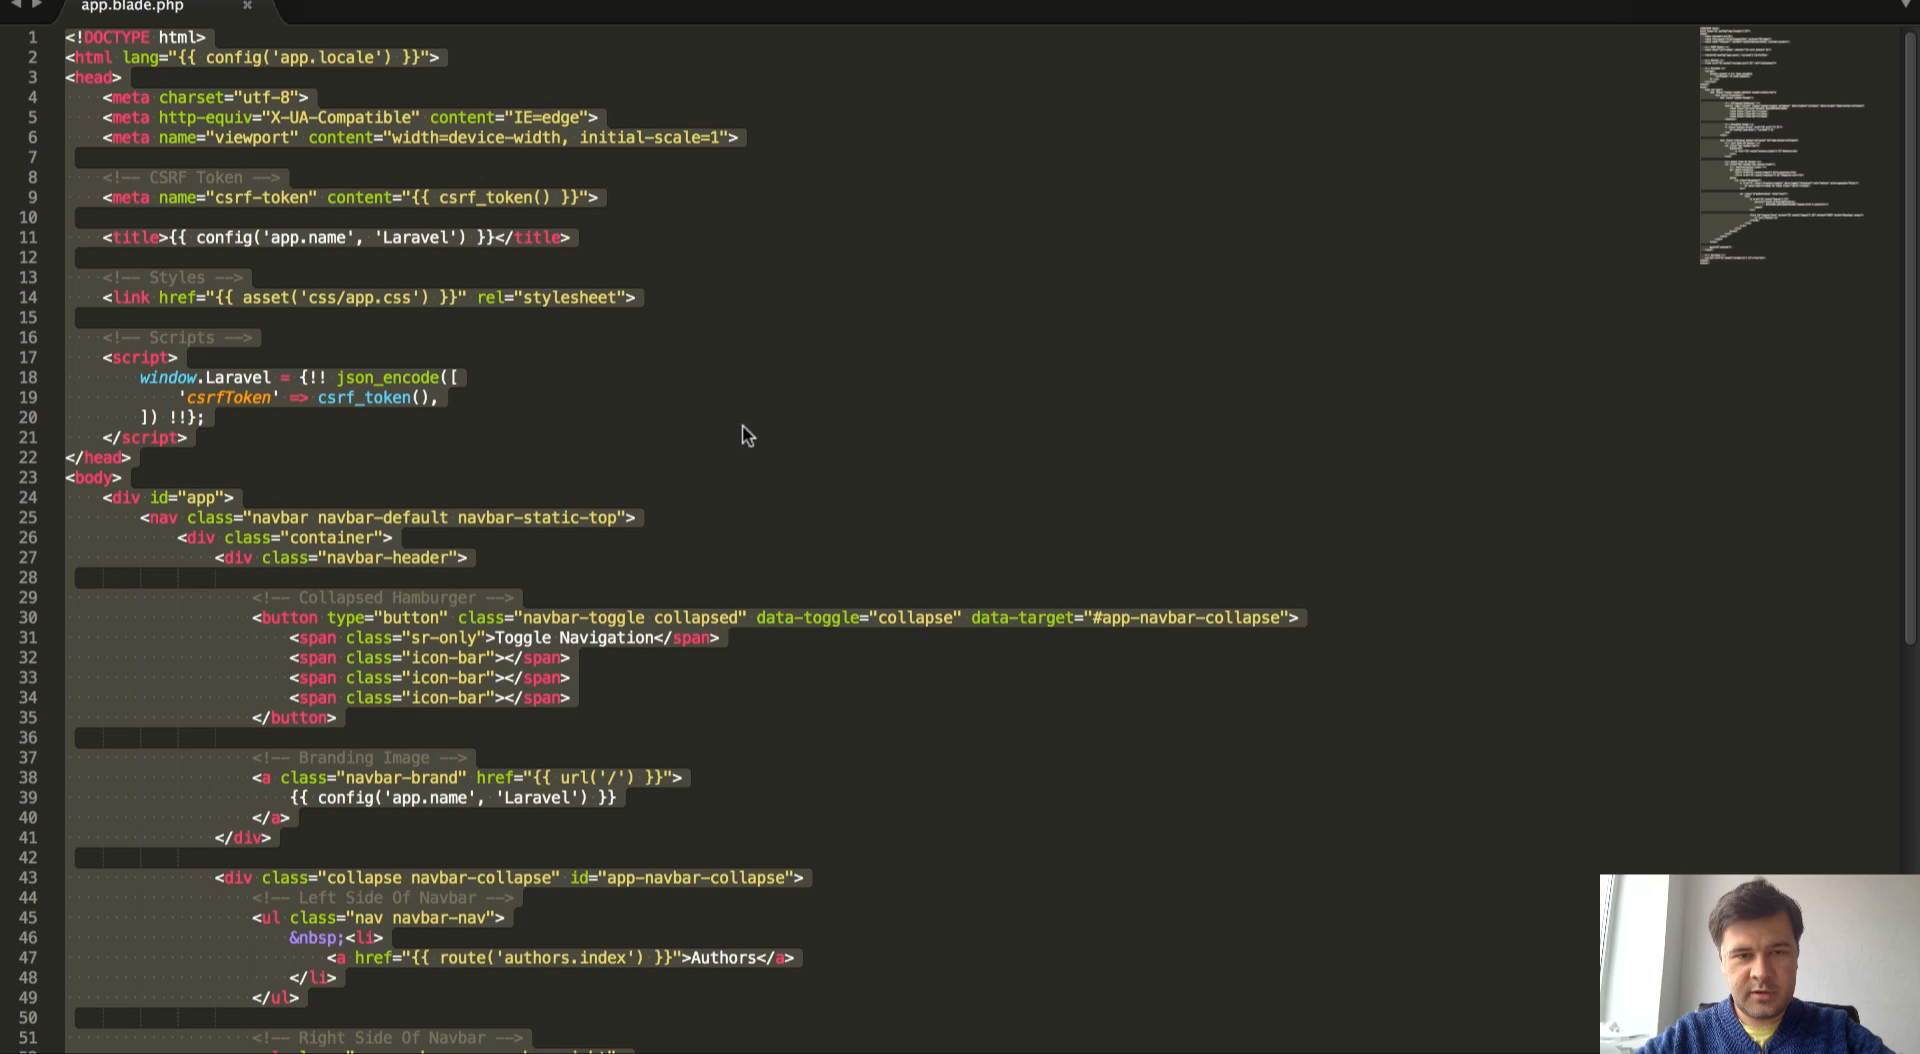 app.blade.php ×
1 <!DOCTYPE html>
2 <html lang="{{ config('app.locale') }}">
3 <head>
4 <meta charset="utf-8">
5 <meta http-equiv="X-UA-Compatible" content="IE=edge">
6 <meta name="viewport" content="width=device-width, initial-scale=1">
7
8 <!-- CSRF Token -->
9 <meta name="csrf-token" content="{{ csrf_token() }}">
10
11 <title>{{ config('app.name', 'Laravel') }}</title>
12
13 <!-- Styles -->
14 <link href="{{ asset('css/app.css') }}" rel="stylesheet">
15
16 <!-- Scripts -->
17 <script>
18 window.Laravel = {!! json_encode([
19 'csrfToken' => csrf_token(),
20 ]) !!};
21 </script>
22 </head>
23 <body>
24 <div id="app">
25 <nav class="navbar navbar-default navbar-static-top">
26 <div class="container">
27 <div class="navbar-header">
28
29 <!-- Collapsed Hamburger -->
30 <button type="button" class="navbar-toggle collapsed" data-toggle="collapse" data-target="#app-navbar-collapse">
31 <span class="sr-only">Toggle Navigation</span>
32 <span class="icon-bar"></span>
33 <span class="icon-bar"></span>
34 <span class="icon-bar"></span>
35 </button>
36
37 <!-- Branding Image -->
38 <a class="navbar-brand" href="{{ url('/') }}">
39 {{ config('app.name', 'Laravel') }}
40 </a>
41 </div>
42
43 <div class="collapse navbar-collapse" id="app-navbar-collapse">
44 <!-- Left Side Of Navbar -->
45 <ul class="nav navbar-nav">
46 &nbsp;<li>
47 <a href="{{ route('authors.index') }}">Authors</a>
48 </li>
49 </ul>
50
51 <!-- Right Side Of Navbar -->